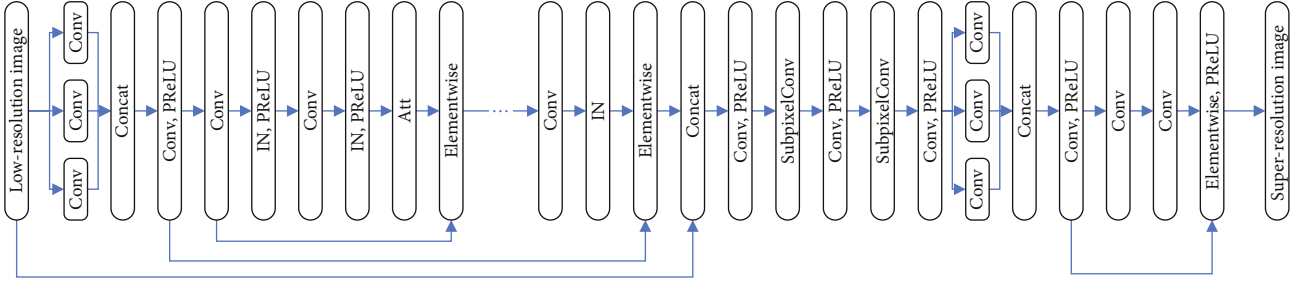 Low-resolution image
Conv
Conv
Conv
Concat
Conv, PReLU
Conv
IN, PReLU
Conv
IN, PReLU
Att
Elementwise
...
Conv
IN
Elementwise
Concat
Conv, PReLU
SubpixelConv
Conv, PReLU
SubpixelConv
Conv, PReLU
Conv
Conv
Conv
Concat
Conv, PReLU
Conv
Conv
Elementwise, PReLU
Super-resolution image